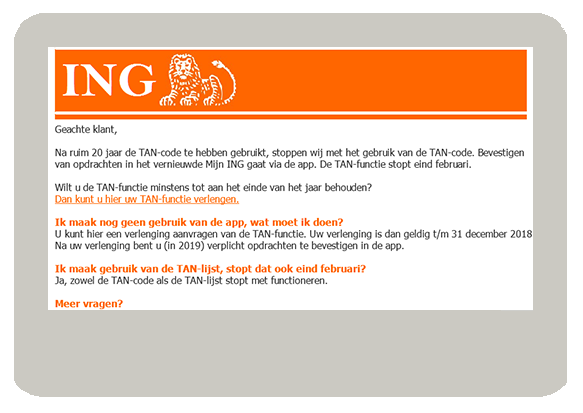 ING
Geachte klant,
Na ruim 20 jaar de TAN-code te hebben gebruikt, stoppen wij met het gebruik van de TAN-code. Bevestigen
van opdrachten in het vernieuwde Mijn ING gaat via de app. De TAN-functie stopt eind februari.
Wilt u de TAN-functie minstens tot aan het einde van het jaar behouden?
Dan kunt u hier uw TAN-functie verlengen.
Ik maak nog geen gebruik van de app, wat moet ik doen?
U kunt hier een verlenging aanvragen van de TAN-functie. Uw verlenging is dan geldig t/m 31 december 2018
Na uw verlenging bent u (in 2019) verplicht opdrachten te bevestigen in de app.
Ik maak gebruik van de TAN-lijst, stopt dat ook eind februari?
Ja, zowel de TAN-code als de TAN-lijst stopt met functioneren.
Meer vragen?